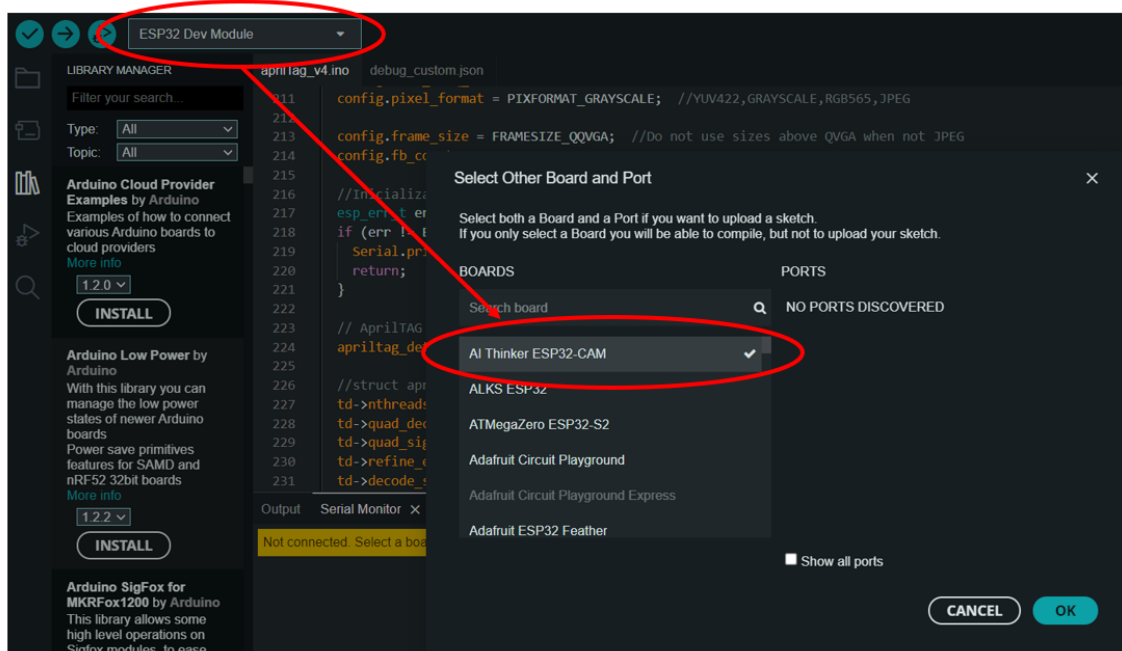 ESP32 Dev Module
LIBRARY MANAGER
Filter your search...
Type: All
Topic: All
Arduino Cloud Provider
Examples by Arduino
Examples of how to connect
various Arduino boards to
cloud providers
More info
1.2.0
INSTALL
Arduino Low Power by
Arduino
With this library you can
manage the low power
states of newer Arduino
boards
Power save primitives
features for SAMD and
nRF52 32bit boards
More info
1.2.2
INSTALL
Arduino SigFox for
MKRFox1200 by Arduino
This library allows some
high level operations on
Sigfox modules, to ease
aprilTag_v4.ino debug_custom.json
211 config.pixel_format = PIXFORMAT_GRAYSCALE; //YUV422,GRAYSCALE,RGB565,JPEG
212
213 config.frame_size = FRAMESIZE_QQVGA; //Do not use sizes above QVGA when not JPEG
214 config.fb_co
215
216 //Inicializa
217 esp_err_t er
218 if (err != E
219 Serial.pri
220 return;
221 }
222
223 // AprilTAG
224 apriltag_de
225
226 //struct apr
227 td->nthreads
228 td->quad_dec
229 td->quad_sig
230 td->refine_e
231 td->decode_s
Output Serial Monitor
Not connected. Select a boa
Select Other Board and Port
Select both a Board and a Port if you want to upload a sketch.
If you only select a Board you will be able to compile, but not to upload your sketch.
BOARDS
Search board
AI Thinker ESP32-CAM
ALKS ESP32
ATMegaZero ESP32-S2
Adafruit Circuit Playground
Adafruit Circuit Playground Express
Adafruit ESP32 Feather
PORTS
NO PORTS DISCOVERED
Show all ports
CANCEL OK